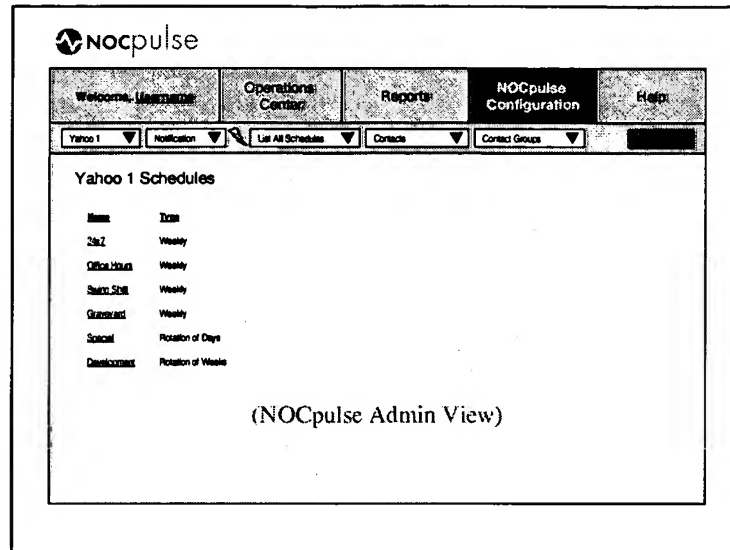 NOCpulse
Welcome, Username
Operations Center
Reports
NOCpulse Configuration
Help
Yahoo 1
Notification
List All Schedules
Contacts
Contact Groups
Yahoo 1 Schedules
Name Type
24x7 Weekly
Office Hours Weekly
Swing Shift Weekly
Graveyard Weekly
Special Rotation of Days
Development Rotation of Weeks
(NOCpulse Admin View)